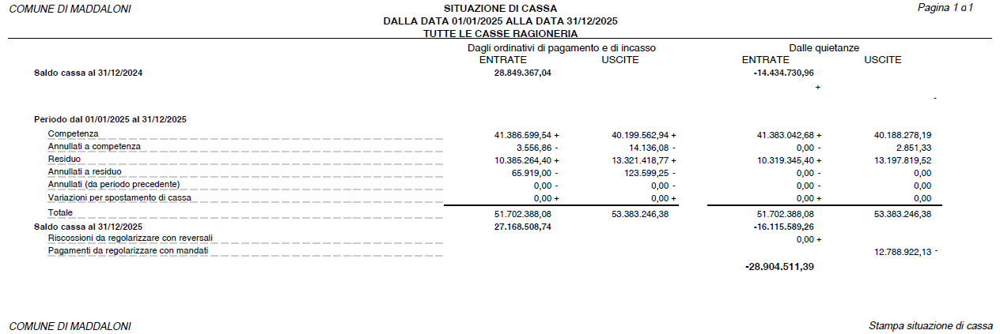 COMUNE DI MADDALONI SITUAZIONE DI CASSA Pagina 1 d 1
DALLA DATA 01/01/2025 ALLA DATA 31/12/2025
TUTTE LE CASSE RAGIONERIA
Dagli ordinativi di pagamento e di incasso Dalle quietanze
ENTRATE USCITE ENTRATE USCITE
Saldo cassa al 31/12/2024 28.849.367,04 -14.434.730,96
+
-
Periodo dal 01/01/2025 al 31/12/2025
Competenza 41.386.599,54 + 40.199.562,94 + 41.383.042,68 + 40.188.278,19
Annullati a competenza 3.556,86 - 14.136,08 - 0,00 - 2.851,33
Residuo 10.385.264,40 + 13.321.418,77 + 10.319.345,40 + 13.197.819,52
Annullati a residuo 65.919,00 - 123.599,25 - 0,00 - 0,00
Annullati (da periodo precedente) 0,00 - 0,00 - 0,00 - 0,00
Variazioni per spostamento di cassa 0,00 + 0,00 + 0,00 + 0,00
Totale 51.702.388,08 53.383.246,38 51.702.388,08 53.383.246,38
Saldo cassa al 31/12/2025 27.168.508,74 -16.115.589,26
Riscossioni da regolarizzare con reversali 0,00 +
Pagamenti da regolarizzare con mandati 12.788.922,13 -
-28.904.511,39
COMUNE DI MADDALONI Stampa situazione di cassa